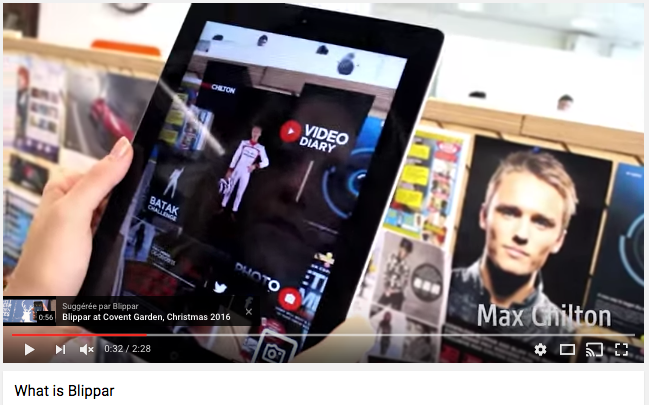 CHILTON
VIDEO
DIARY
BATAK
CHALLENGE
PHOTO
Max Chilton
0:56
Suggérée par Blippar
Blippar at Covent Garden, Christmas 2016
0:32 / 2:28
What is Blippar